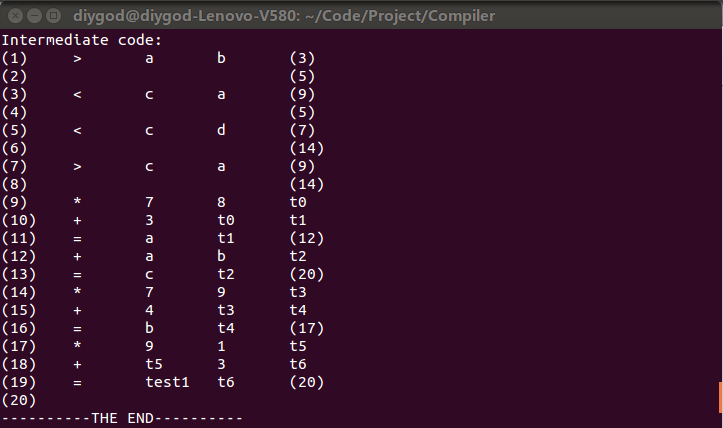 diygod@diygod-Lenovo-V580: ~/Code/Project/Compiler
Intermediate code:
(1) > a b (3)
(2) (5)
(3) < c a (9)
(4) (5)
(5) < c d (7)
(6) (14)
(7) > c a (9)
(8) (14)
(9) * 7 8 t0
(10) + 3 t0 t1
(11) = a t1 (12)
(12) + a b t2
(13) = c t2 (20)
(14) * 7 9 t3
(15) + 4 t3 t4
(16) = b t4 (17)
(17) * 9 1 t5
(18) + t5 3 t6
(19) = test1 t6 (20)
(20)
----------THE END----------